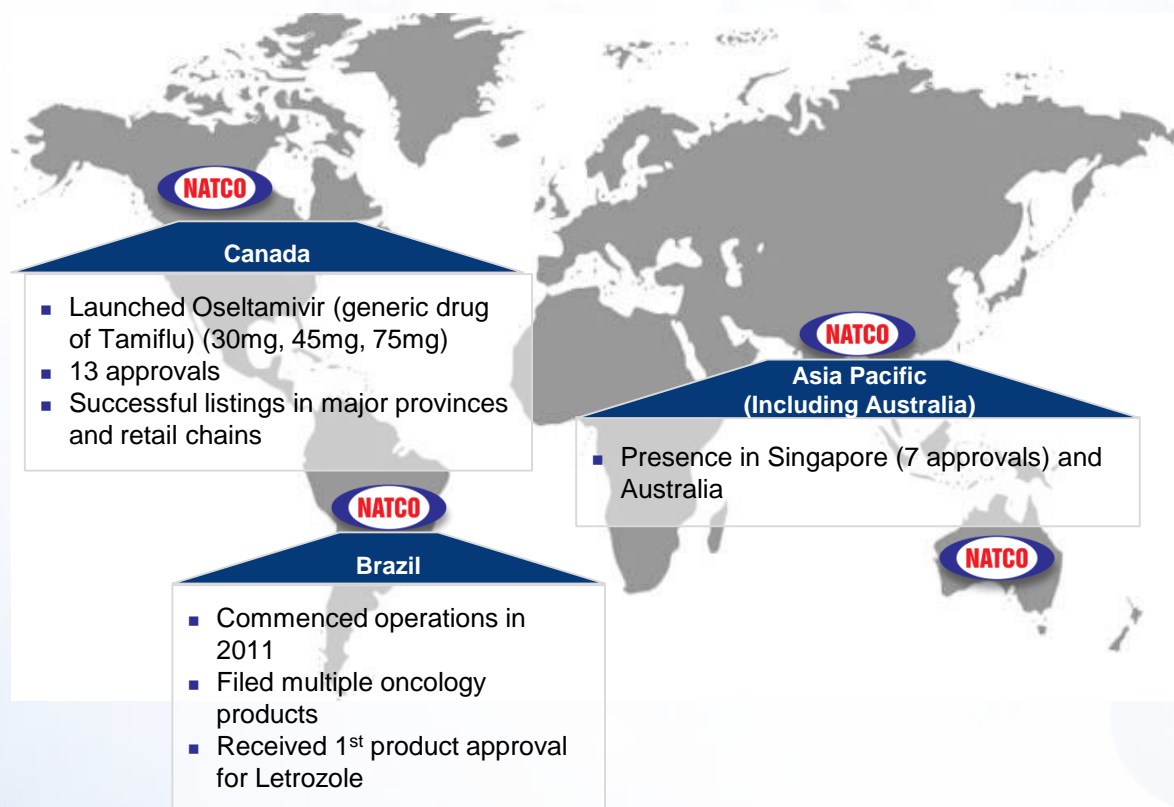 NATCO
Canada
■ Launched Oseltamivir (generic drug
of Tamiflu) (30mg, 45mg, 75mg)
■ 13 approvals
■ Successful listings in major provinces
and retail chains
NATCO
Asia Pacific
(Including Australia)
■ Presence in Singapore (7 approvals) and
Australia
NATCO
NATCO
Brazil
■ Commenced operations in
2011
■ Filed multiple oncology
products
■ Received 1st product approval
for Letrozole